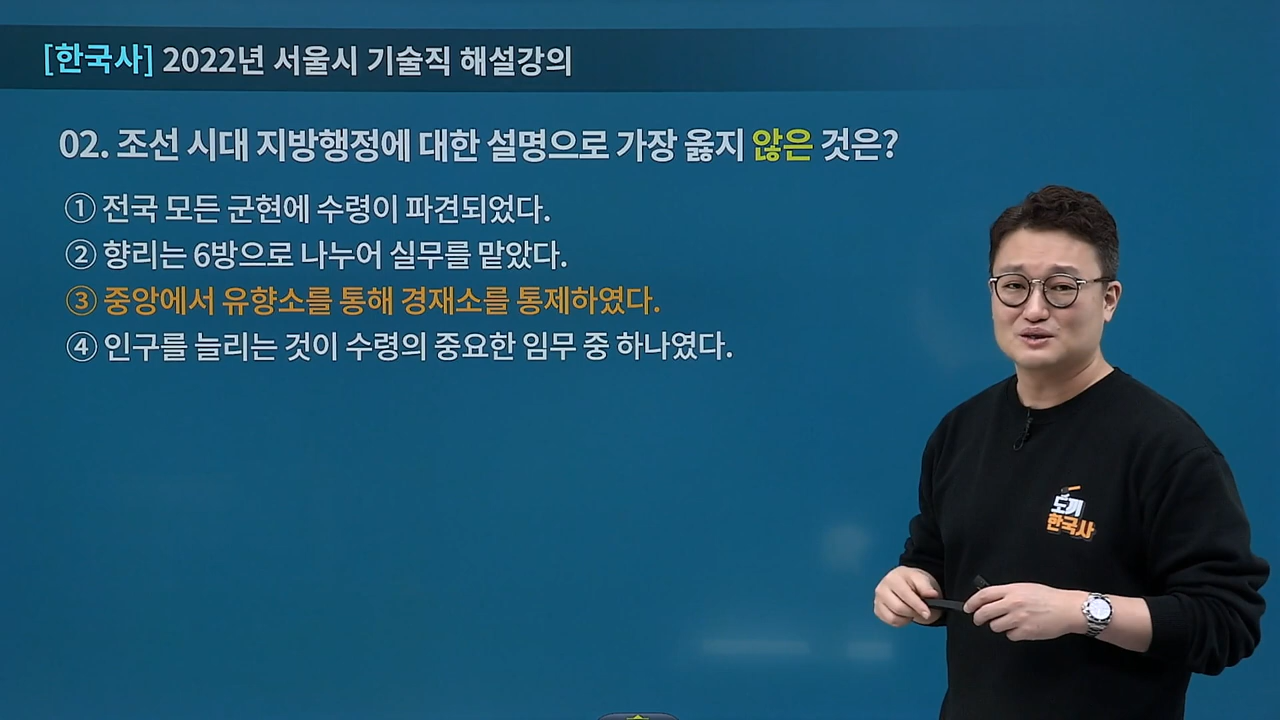 [한국사] 2022년 서울시 기술직 해설강의
02. 조선 시대 지방행정에 대한 설명으로 가장 옳지 않은 것은?
① 전국 모든 군현에 수령이 파견되었다.
② 향리는 6방으로 나누어 실무를 맡았다.
③ 중앙에서 유향소를 통해 경재소를 통제하였다.
④ 인구를 늘리는 것이 수령의 중요한 임무 중 하나였다.
도끼
한국사